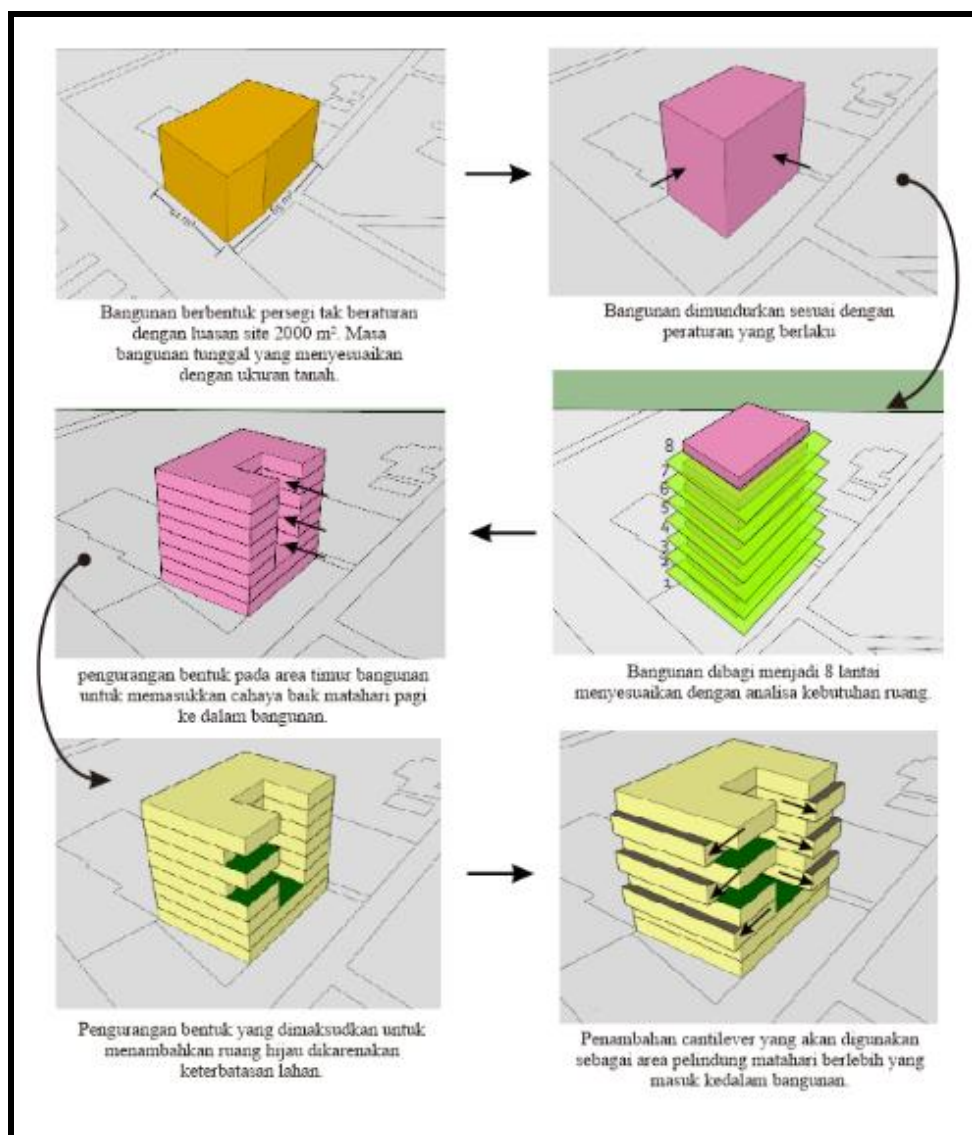 Bangunan berbentuk persegi tak beraturan
dengan luasan site 2000 m². Masa
bangunan tunggal yang menyesuaikan
dengan ukuran tanah.
Bangunan dimundurkan sesuai dengan
peraturan yang berlaku
8
7
6
5
4
3
2
1
Bangunan dibagi menjadi 8 lantai
menyesuaikan dengan analisa kebutuhan ruang.
pengurangan bentuk pada area timur bangunan
untuk memasukkan cahaya baik matahari pagi
ke dalam bangunan.
Pengurangan bentuk yang dimaksudkan untuk
menambahkan ruang hijau dikarenakan
keterbatasan lahan.
Penambahan cantilever yang akan digunakan
sebagai area pelindung matahari berlebih yang
masuk kedalam bangunan.